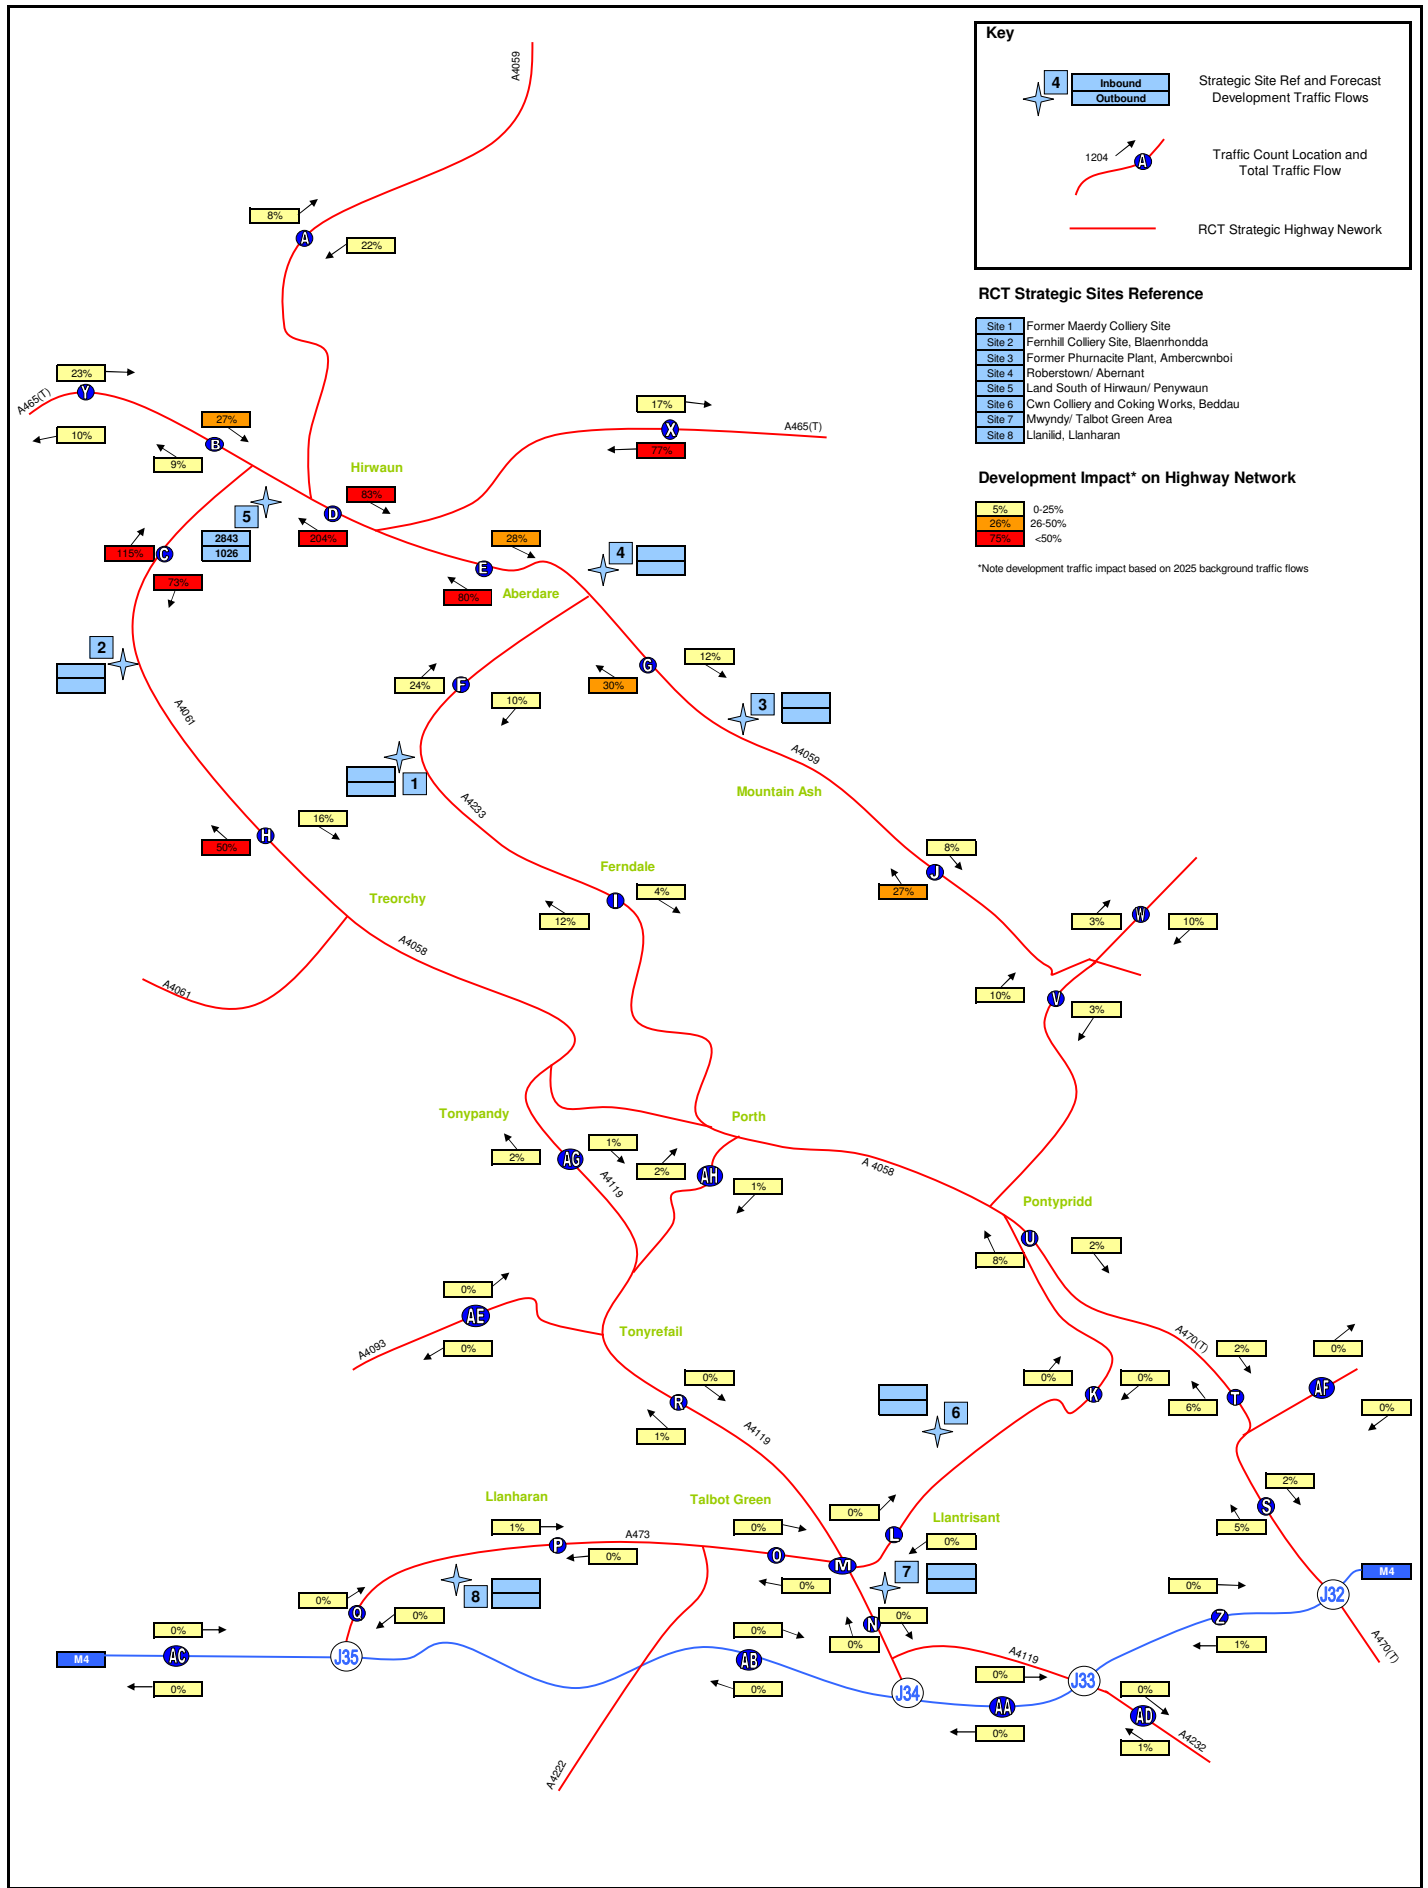 Key
4
Inbound
Outbound
Strategic Site Ref and Forecast
Development Traffic Flows
1204
A
Traffic Count Location and
Total Traffic Flow
RCT Strategic Highway Nework
RCT Strategic Sites Reference
Site 1 Former Maerdy Colliery Site
Site 2 Fernhill Colliery Site, Blaenrhondda
Site 3 Former Phurnacite Plant, Ambercwnboi
Site 4 Roberstown/ Abernant
Site 5 Land South of Hirwaun/ Penywaun
Site 6 Cwn Colliery and Coking Works, Beddau
Site 7 Mwyndy/ Talbot Green Area
Site 8 Llanilid, Llanharan
Development Impact* on Highway Network
5% 0-25%
26% 26-50%
75% <50%
*Note development traffic impact based on 2025 background traffic flows
A4059
8%
A
22%
23%
Y
A465(T)
10%
27%
B
9%
17%
X
A465(T)
77%
Hirwaun
83%
D
204%
5
2843
1026
115%
C
73%
28%
E
80%
Aberdare
4
2
A4061
24%
F
10%
12%
G
30%
3
A4059
Mountain Ash
1
A4233
16%
H
50%
Treorchy
Ferndale
4%
I
12%
8%
J
27%
3%
W
10%
10%
V
3%
A4058
A4061
Tonypandy
Porth
1%
2%
AG
A4119
2%
AH
1%
A 4058
Pontypridd
U
2%
8%
0%
AE
A4093
0%
Tonyrefail
A470(T)
2%
0%
T
AF
6%
0%
0%
R
1%
A4119
6
0%
K
0%
2%
S
5%
Llanharan
1%
P
A473
0%
Talbot Green
0%
O
0%
M
0%
L
Llantrisant
0%
7
8
0%
Q
0%
N
0%
0%
M4
J32
0%
Z
1%
A470(T)
M4
0%
AC
0%
J35
0%
AB
0%
J34
A4119
0%
AA
0%
J33
0%
AD
1%
A4232
A4222